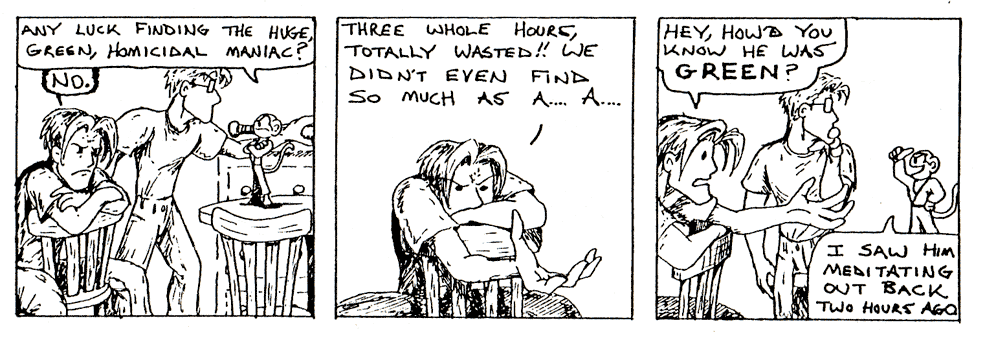 ANY LUCK FINDING THE HUGE,
GREEN, HOMICIDAL MANIAC?
NO.
THREE WHOLE HOURS,
TOTALLY WASTED!! WE
DIDN'T EVEN FIND
SO MUCH AS A.... A....
HEY, HOW'D YOU
KNOW HE WAS
GREEN?
I SAW HIM
MEDITATING
OUT BACK
TWO HOURS AGO